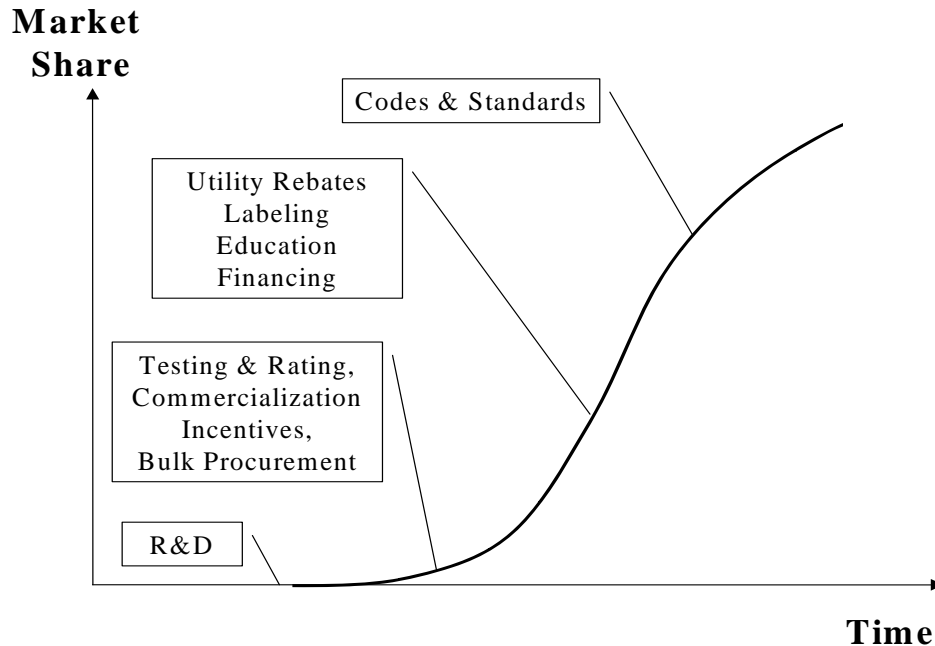 Market
Share
Codes & Standards
Utility Rebates
Labeling
Education
Financing
Testing & Rating,
Commercialization
Incentives,
Bulk Procurement
R&D
Time